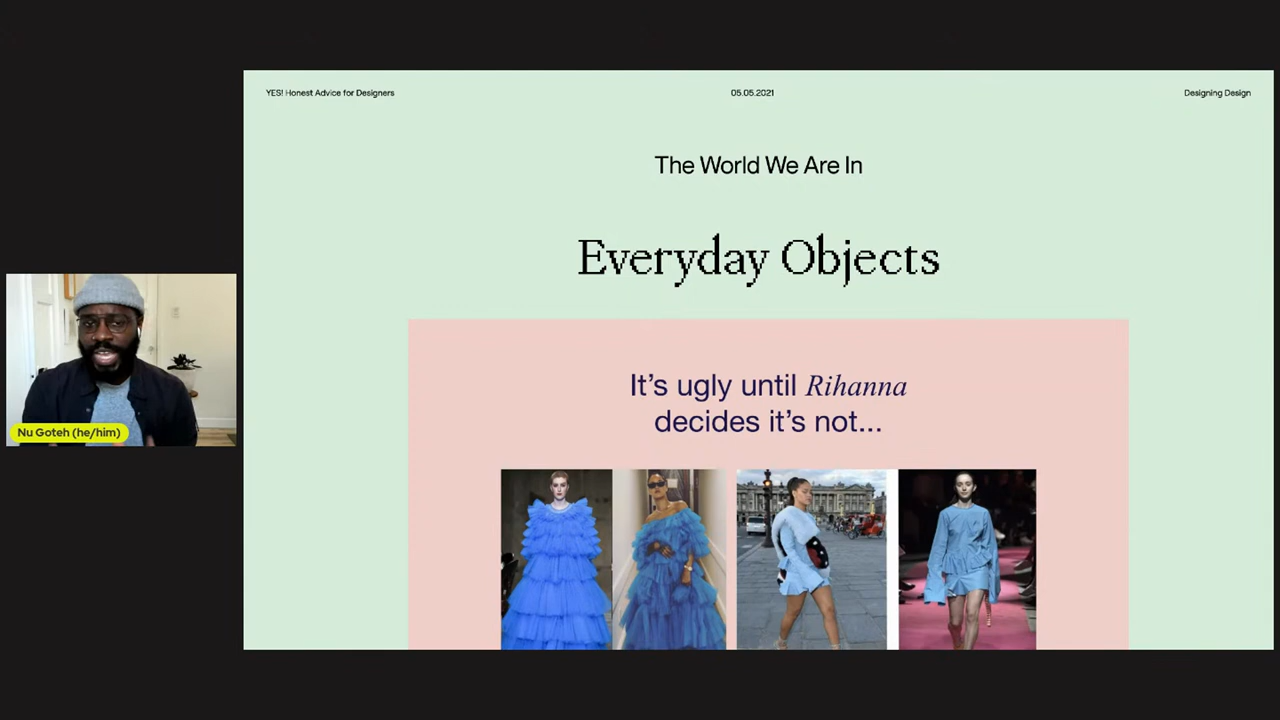 YES! Honest Advice for Designers
05.05.2021
Designing Design
The World We Are In
Everyday Objects
It's ugly until Rihanna
decides it's not...
Nu Goteh (he/him)